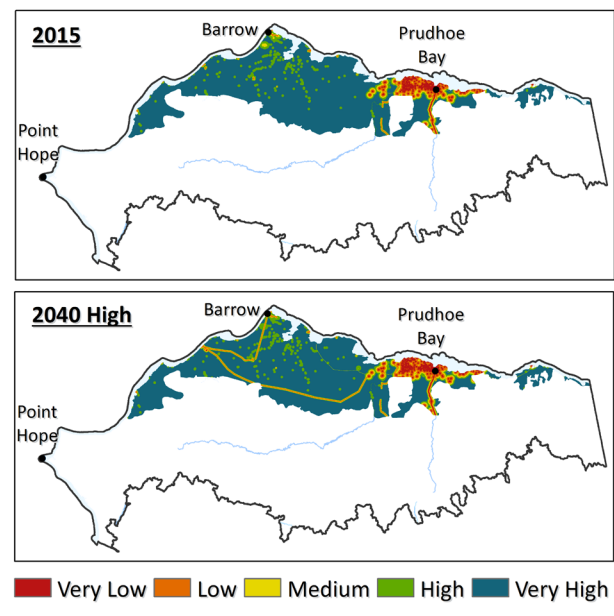 2015
Barrow
Prudhoe
Bay
Point
Hope
2040 High
Barrow
Prudhoe
Bay
Point
Hope
Very Low Low Medium High Very High